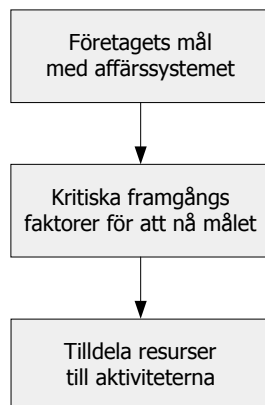 Företagets mål
med affärssystemet
Kritiska framgångs
faktorer för att nå målet
Tilldela resurser
till aktiviteterna